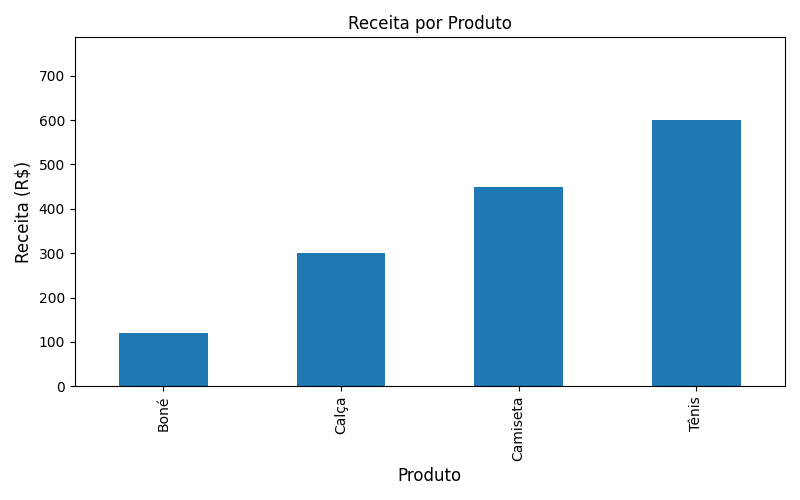 Receita por Produto
700
600
500
400
300
200
100
0
Receita (R$)
Boné
Calça
Camiseta
Tênis
Produto